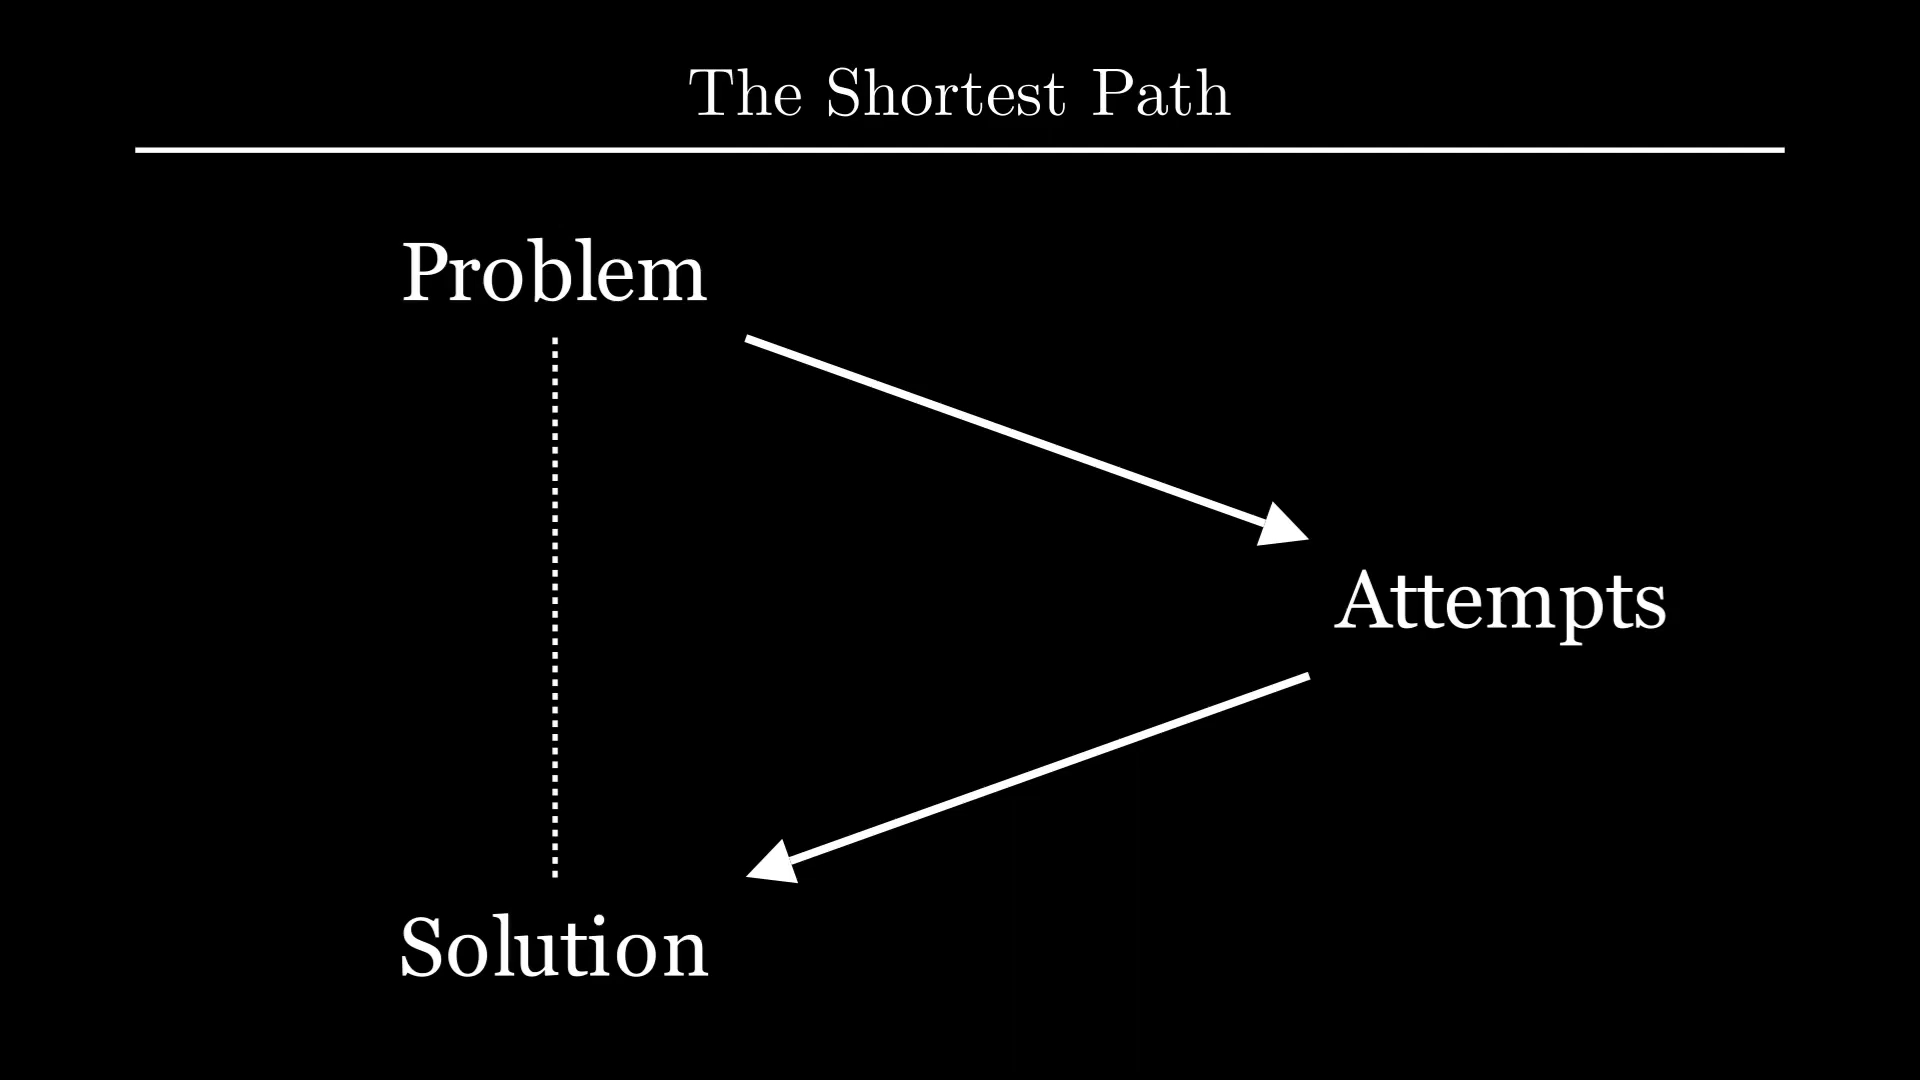 The Shortest Path
Problem
Attempts
Solution